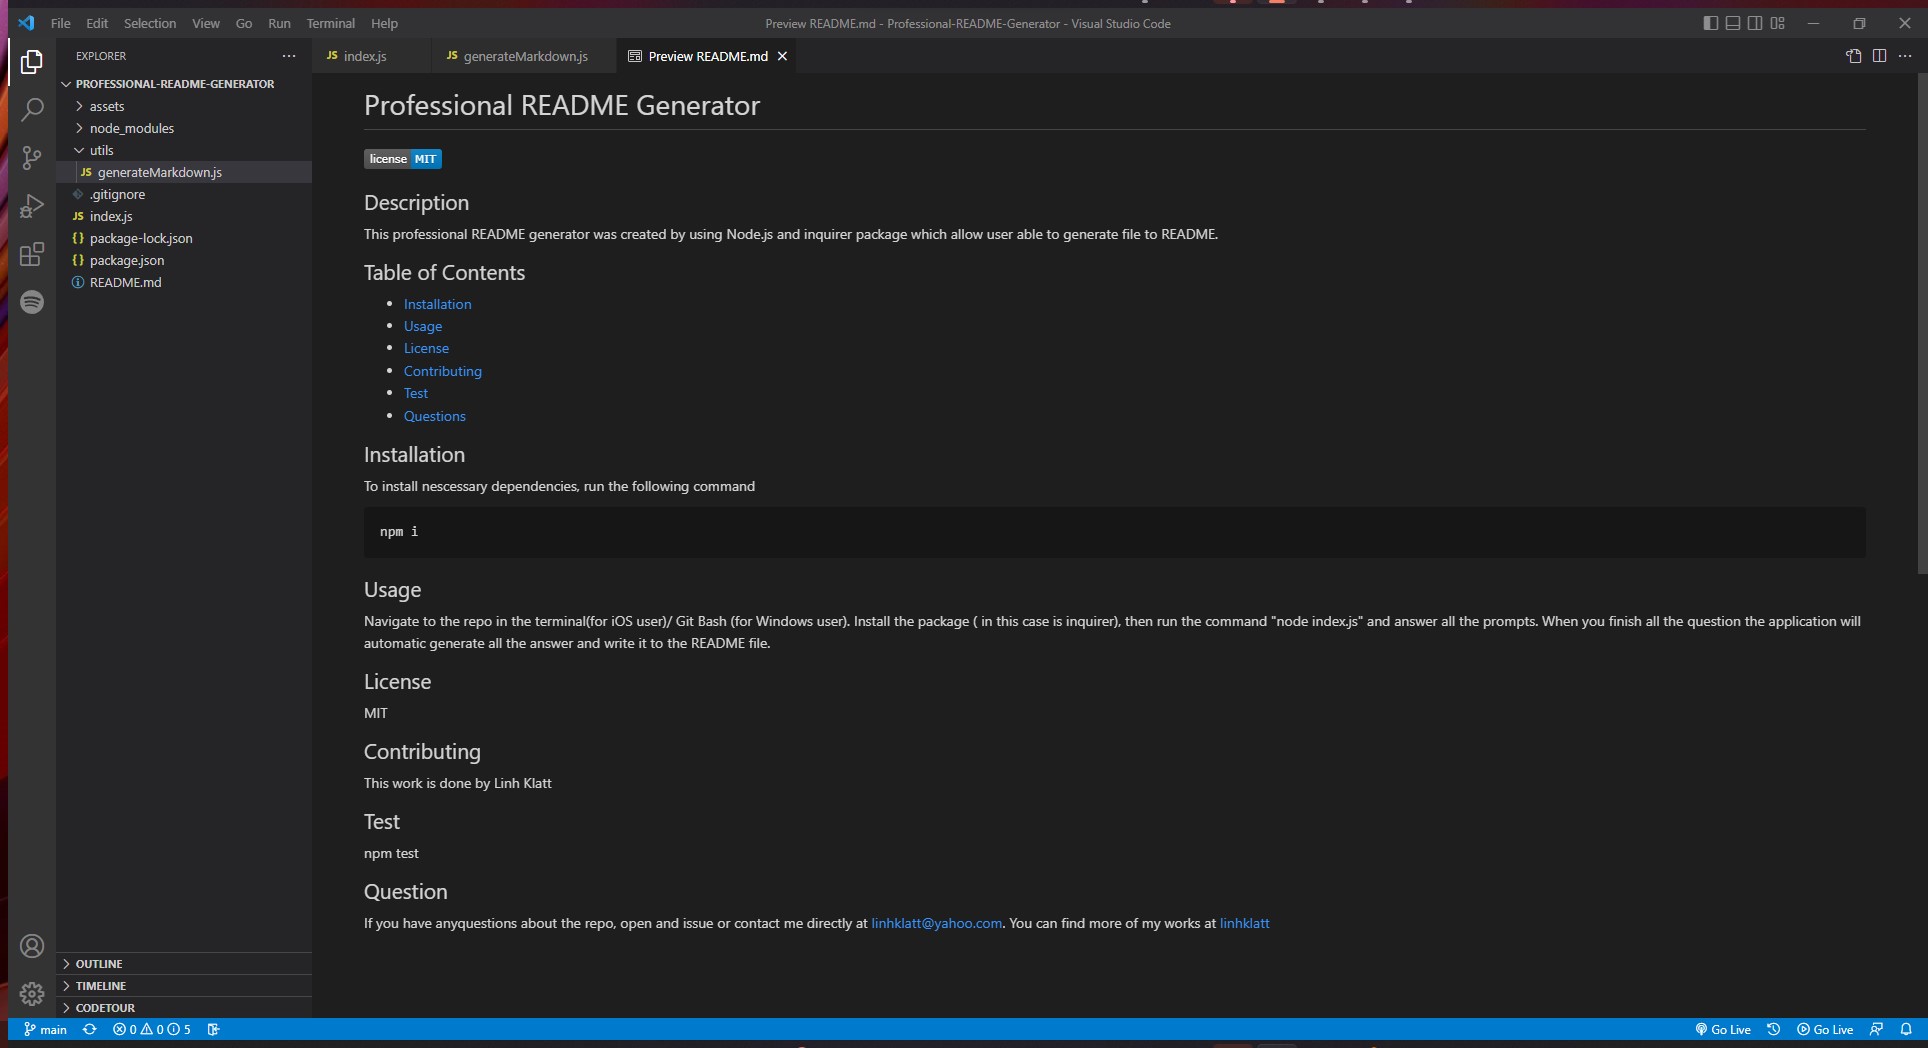 File Edit Selection View Go Run Terminal Help
Preview README.md - Professional-README-Generator - Visual Studio Code
EXPLORER
JS index.js
JS generateMarkdown.js
Preview README.md
PROFESSIONAL-README-GENERATOR
assets
node_modules
utils
JS generateMarkdown.js
.gitignore
JS index.js
{} package-lock.json
{} package.json
README.md
OUTLINE
TIMELINE
CODETOUR
Professional README Generator
license MIT
Description
This professional README generator was created by using Node.js and inquirer package which allow user able to generate file to README.
Table of Contents
• Installation
• Usage
• License
• Contributing
• Test
• Questions
Installation
To install nescessary dependencies, run the following command
npm i
Usage
Navigate to the repo in the terminal(for iOS user)/ Git Bash (for Windows user). Install the package ( in this case is inquirer), then run the command "node index.js" and answer all the prompts. When you finish all the question the application will
automatic generate all the answer and write it to the README file.
License
MIT
Contributing
This work is done by Linh Klatt
Test
npm test
Question
If you have anyquestions about the repo, open and issue or contact me directly at linhklatt@yahoo.com. You can find more of my works at linhklatt
main 0 0 5
Go Live Go Live